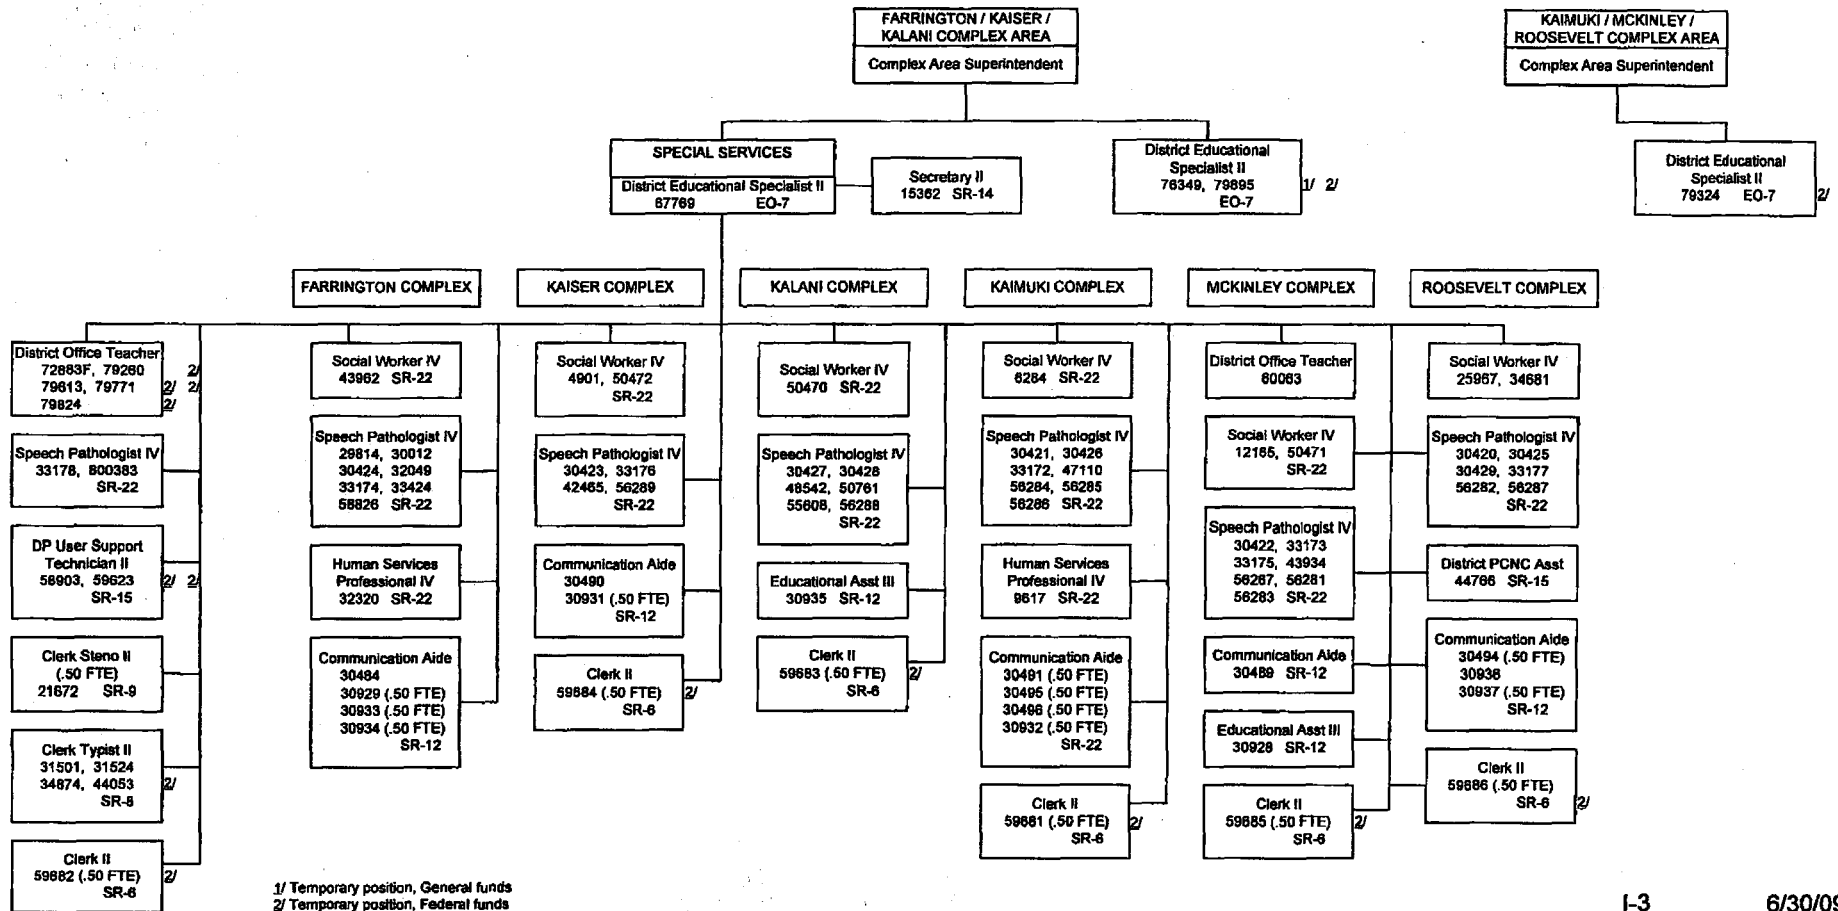 FARRINGTON / KAISER /
KALANI COMPLEX AREA
Complex Area Superintendent
KAIMUKI / MCKINLEY /
ROOSEVELT COMPLEX AREA
Complex Area Superintendent
SPECIAL SERVICES
District Educational Specialist II
67769 EO-7
Secretary II
15362 SR-14
District Educational
Specialist II
76349, 79895 1/ 2/
EO-7
District Educational
Specialist II
79324 EO-7 2/
FARRINGTON COMPLEX
KAISER COMPLEX
KALANI COMPLEX
KAIMUKI COMPLEX
MCKINLEY COMPLEX
ROOSEVELT COMPLEX
District Office Teacher
72883F, 79260 2/
79613, 79771 2/ 2/
79824 2/
Speech Pathologist IV
33178, 800383
SR-22
DP User Support
Technician II
58903, 59623 2/ 2/
SR-15
Clerk Steno II
(.50 FTE)
21672 SR-9
Clerk Typist II
31501, 31524
34874, 44053 2/
SR-8
Clerk II
59682 (.50 FTE) 2/
SR-6
Social Worker IV
43962 SR-22
Speech Pathologist IV
29814, 30012
30424, 32049
33174, 33424
58826 SR-22
Human Services
Professional IV
32320 SR-22
Communication Aide
30484
30929 (.50 FTE)
30933 (.50 FTE)
30934 (.50 FTE)
SR-12
Social Worker IV
4901, 50472
SR-22
Speech Pathologist IV
30423, 33176
42465, 56289
SR-22
Communication Aide
30490
30931 (.50 FTE)
SR-12
Clerk II
59684 (.50 FTE) 2/
SR-6
Social Worker IV
50470 SR-22
Speech Pathologist IV
30427, 30428
48542, 50761
55608, 56288
SR-22
Educational Asst III
30935 SR-12
Clerk II
59683 (.50 FTE) 2/
SR-6
Social Worker IV
6284 SR-22
Speech Pathologist IV
30421, 30426
33172, 47110
56284, 56285
56286 SR-22
Human Services
Professional IV
9617 SR-22
Communication Aide
30491 (.50 FTE)
30495 (.50 FTE)
30496 (.50 FTE)
30932 (.50 FTE)
SR-22
Clerk II
59681 (.50 FTE) 2/
SR-6
District Office Teacher
60063
Social Worker IV
12165, 50471
SR-22
Speech Pathologist IV
30422, 33173
33175, 43934
56267, 56281
56283 SR-22
Communication Aide
30489 SR-12
Educational Asst III
30928 SR-12
Clerk II
59685 (.50 FTE) 2/
SR-6
Social Worker IV
25967, 34681
Speech Pathologist IV
30420, 30425
30429, 33177
56282, 56287
SR-22
District PCNC Asst
44766 SR-15
Communication Aide
30494 (.50 FTE)
30936
30937 (.50 FTE)
SR-12
Clerk II
59686 (.50 FTE)
SR-6 2/
1/ Temporary position, General funds
2/ Temporary position, Federal funds
I-3 6/30/09